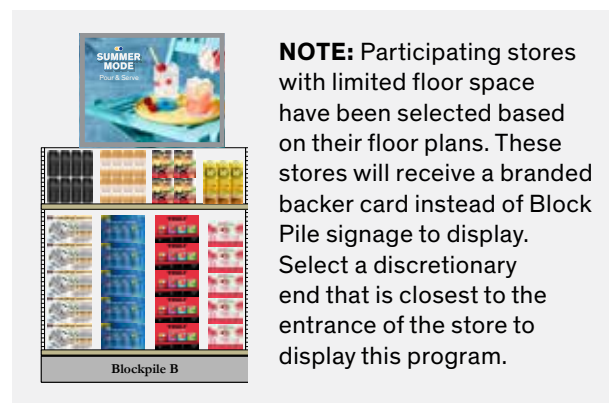 SUMMER
MODE
Pour & Serve
Blockpile B
NOTE: Participating stores
with limited floor space
have been selected based
on their floor plans. These
stores will receive a branded
backer card instead of Block
Pile signage to display.
Select a discretionary
end that is closest to the
entrance of the store to
display this program.